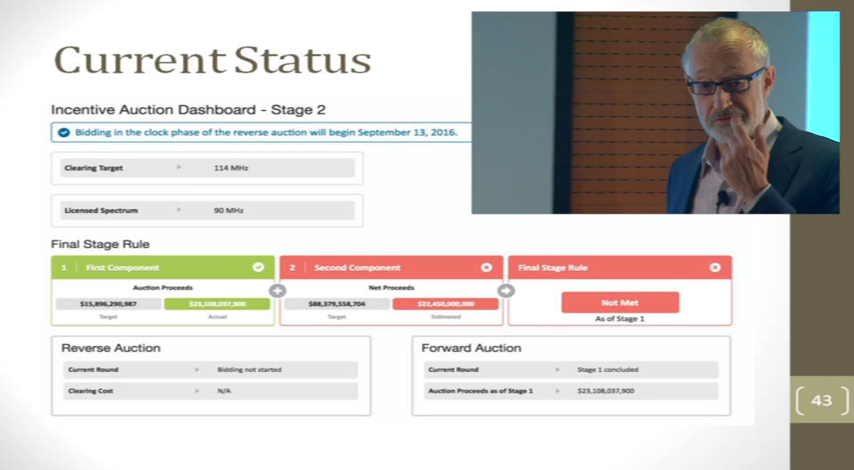 Current Status
Incentive Auction Dashboard - Stage 2
Bidding in the clock phase of the reverse auction will begin September 13, 2016.
Clearing Target 114 MHz
Licensed Spectrum 90 MHz
Final Stage Rule
1 First Component
Auction Proceeds
$15,896,290,987 $23,108,037,900
Target Actual
2 Second Component
Net Proceeds
$88,379,558,704 $22,450,000,000
Target Estimated
Final Stage Rule
Not Met
As of Stage 1
Reverse Auction
Current Round Bidding not started
Clearing Cost N/A
Forward Auction
Current Round Stage 1 concluded
Auction Proceeds as of Stage 1 $23,108,037,900
43